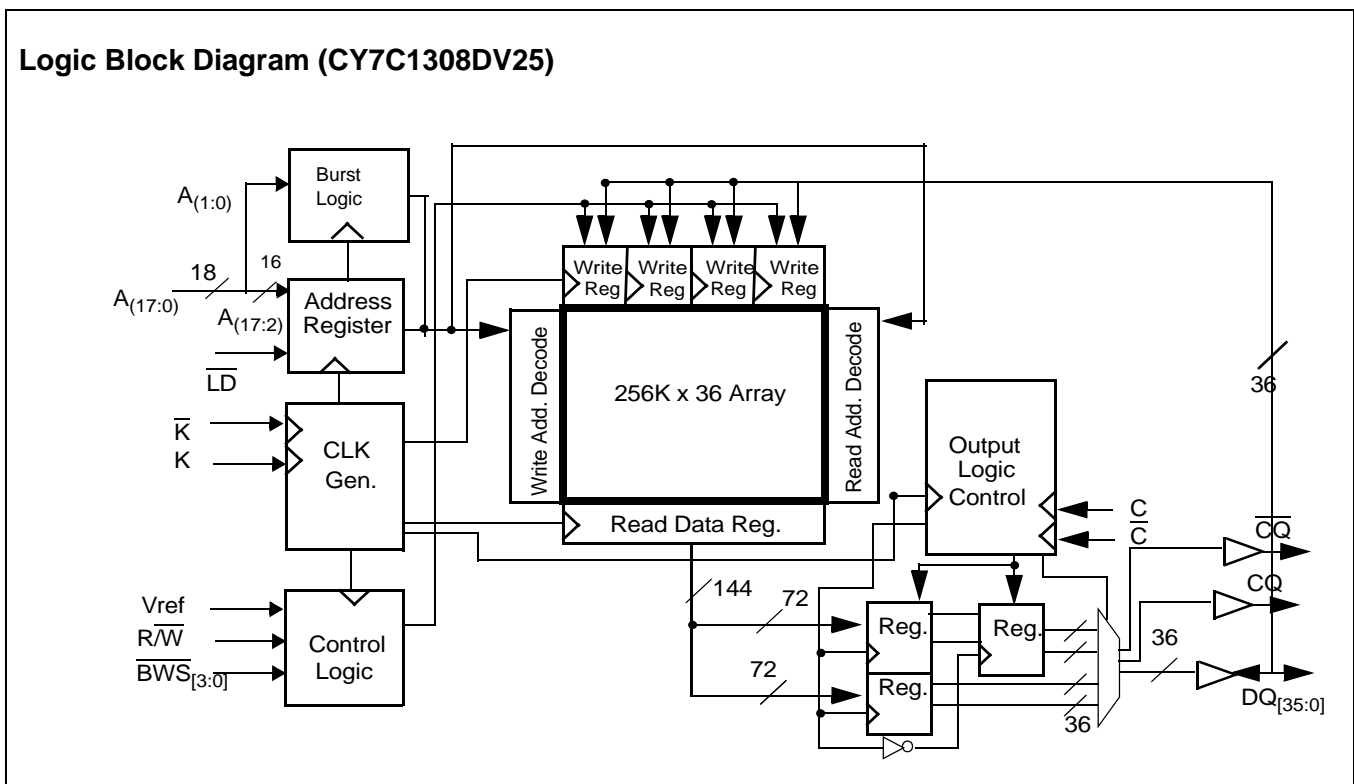 Logic Block Diagram (CY7C1308DV25)
Burst
Logic
A(1:0)
18
16
A(17:0)
A(17:2)
Address
Register
LD
K
K
CLK
Gen.
Vref
R/W
BWS[3:0]
Control
Logic
Write
Reg
Write
Reg
Write
Reg
Write
Reg
Write Add. Decode
256K x 36 Array
Read Add. Decode
Read Data Reg.
144
72
72
Output
Logic
Control
C
C
Reg.
Reg.
Reg.
36
36
36
CQ
CQ
DQ[35:0]